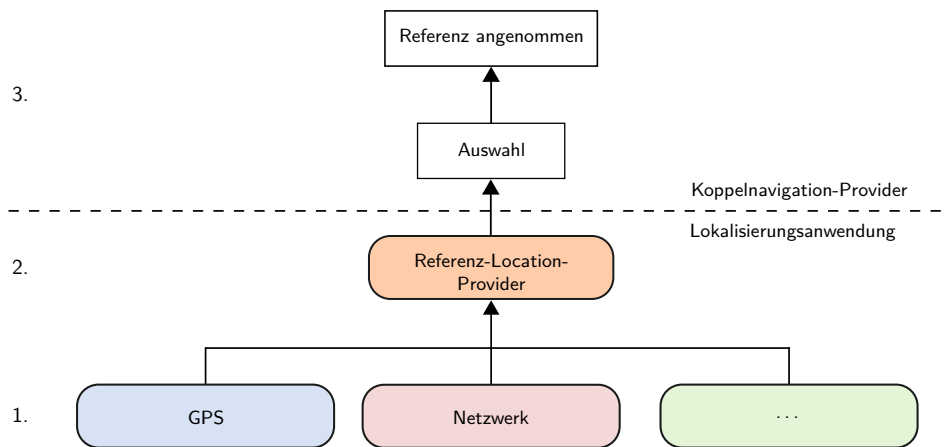 Referenz angenommen
3.
Auswahl
Koppelnavigation-Provider
Lokalisierungsanwendung
2.
Referenz-Location-
Provider
1.
GPS
Netzwerk
...